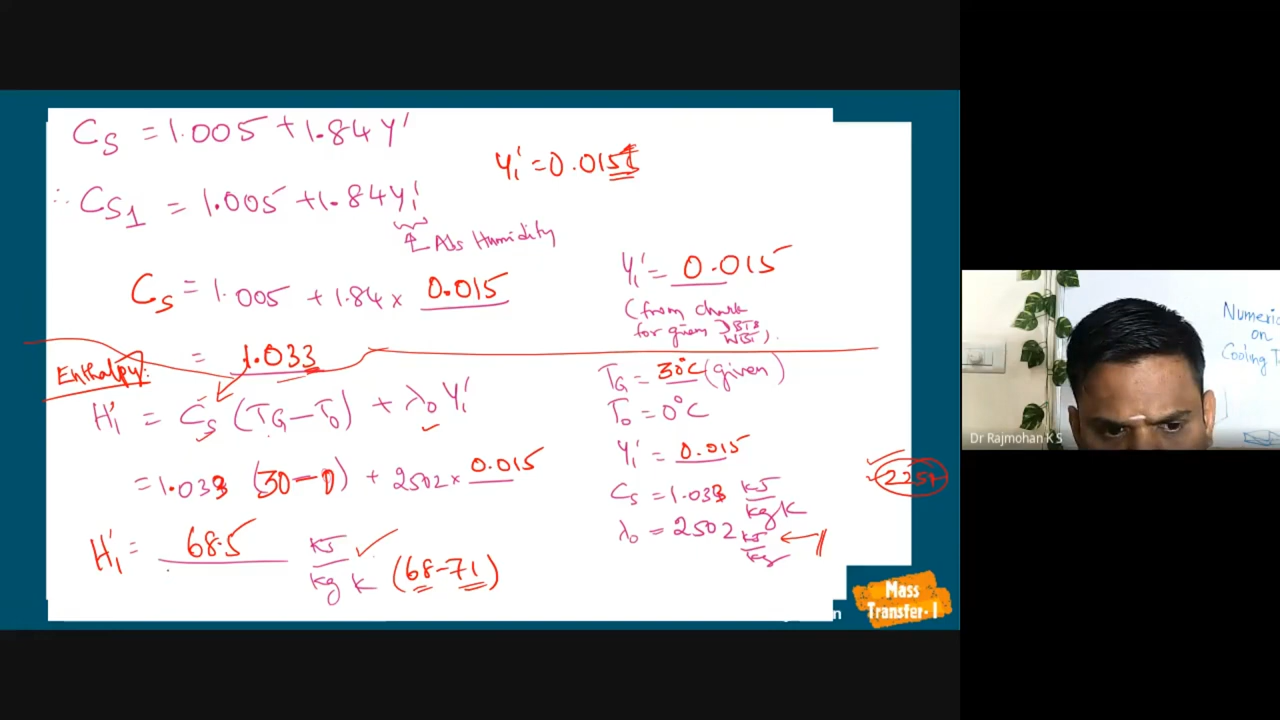 Cs = 1.005 + 1.84 Y'
Y₁' = 0.015
∴ Cs1 = 1.005 + 1.84 Y₁'
Abs Humidity
Cs = 1.005 + 1.84 × 0.015
Y₁' = 0.015
(from chart
for given DBT &
WBT).
= 1.033
Enthalpy:
TG = 30°C (given)
H₁' = Cs (TG – T0) + λ0 Y₁'
T0 = 0°C
Y₁' = 0.015
= 1.033 (30 – 0) + 2502 × 0.015
Cs = 1.033 kJ/kg K
λ0 = 2502 kJ/kg
H₁' = 68.5 kJ/kg K (68-71)
Mass
Transfer - I
Numeric
on
Cooling T
Dr Rajmohan K S